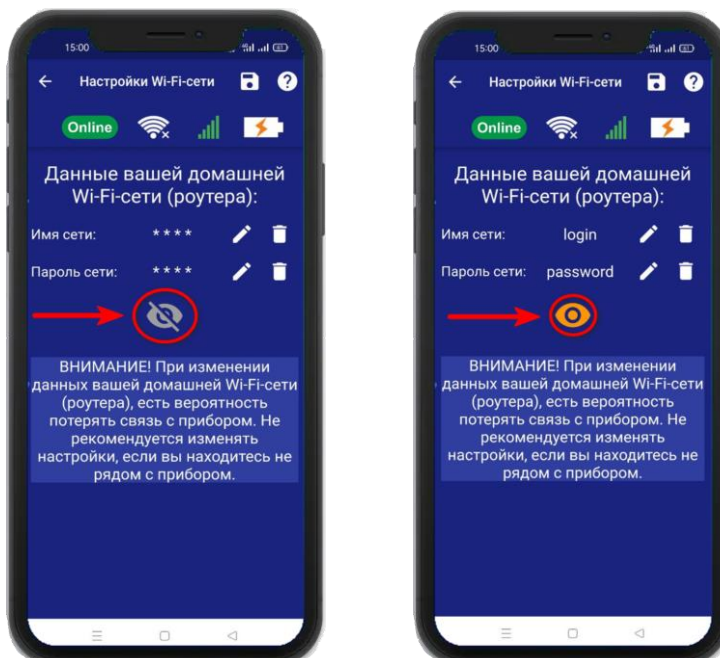 15:00
Настройки Wi-Fi-сети
Online
Данные вашей домашней
Wi-Fi-сети (роутера):
Имя сети: ****
Пароль сети: ****
ВНИМАНИЕ! При изменении
данных вашей домашней Wi-Fi-сети
(роутера), есть вероятность
потерять связь с прибором. Не
рекомендуется изменять
настройки, если вы находитесь не
рядом с прибором.
15:00
Настройки Wi-Fi-сети
Online
Данные вашей домашней
Wi-Fi-сети (роутера):
Имя сети: login
Пароль сети: password
ВНИМАНИЕ! При изменении
данных вашей домашней Wi-Fi-сети
(роутера), есть вероятность
потерять связь с прибором. Не
рекомендуется изменять
настройки, если вы находитесь не
рядом с прибором.